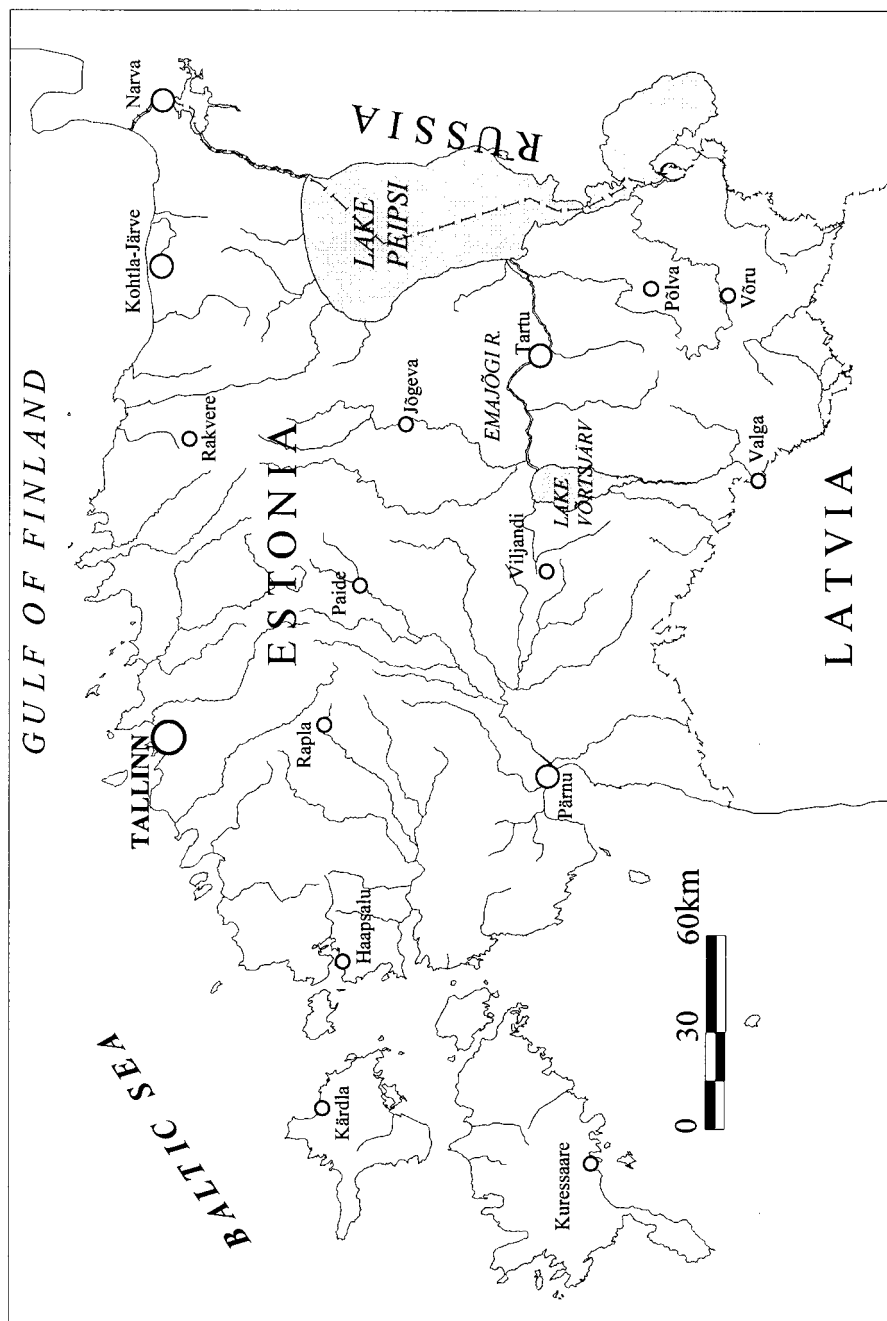 GULF OF FINLAND
BALTIC SEA
TALLINN
Kohtla-Järve
Narva
Rakvere
ESTONIA
RUSSIA
Kärdla
Haapsalu
Rapla
Paide
Jõgeva
LAKE
PEIPSI
EMAJÕGI R.
Tartu
Viljandi
LAKE
VÕRTSJÄRV
Pärnu
Kuressaare
Põlva
Võru
Valga
LATVIA
0 30 60km